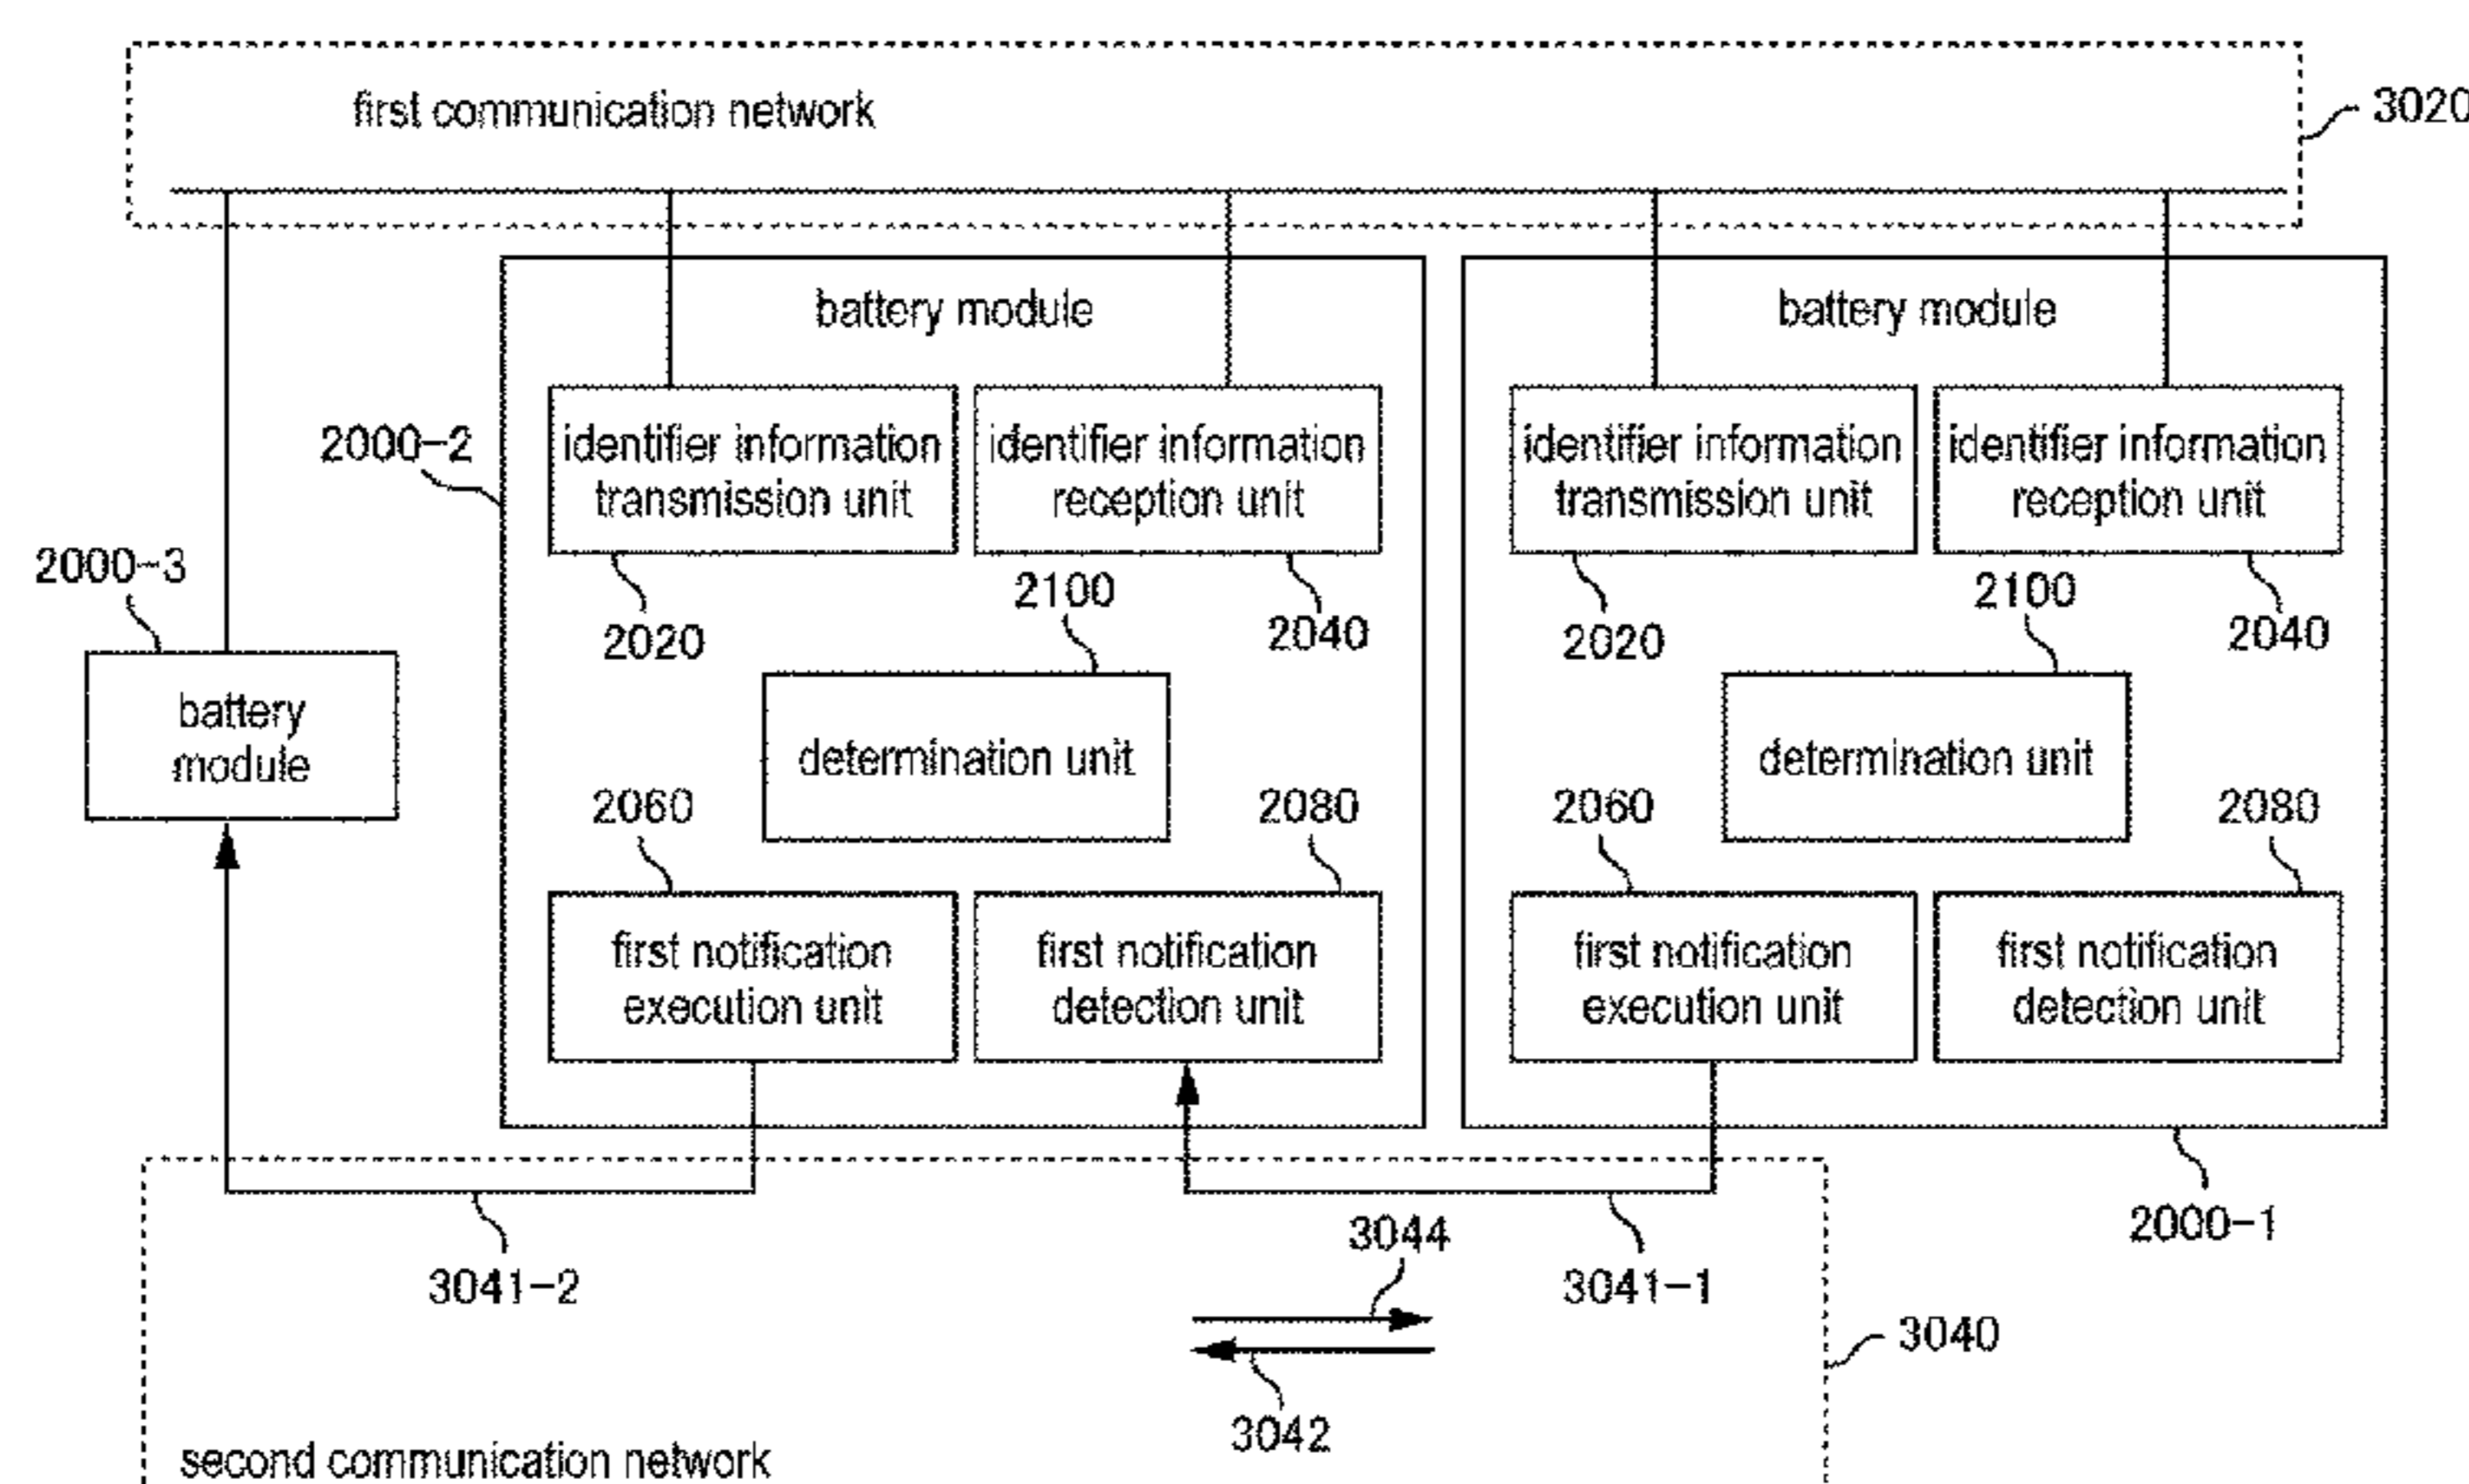 first communication network
3020
battery module
battery module
2000-2
identifier information
transmission unit
identifier information
reception unit
identifier information
transmission unit
identifier information
reception unit
2000-3
2020
2100
2040
2020
2100
2040
battery
module
determination unit
determination unit
2060
2080
2060
2080
first notification
execution unit
first notification
detection unit
first notification
execution unit
first notification
detection unit
2000-1
3041-2
3044
3041-1
3040
3042
second communication network